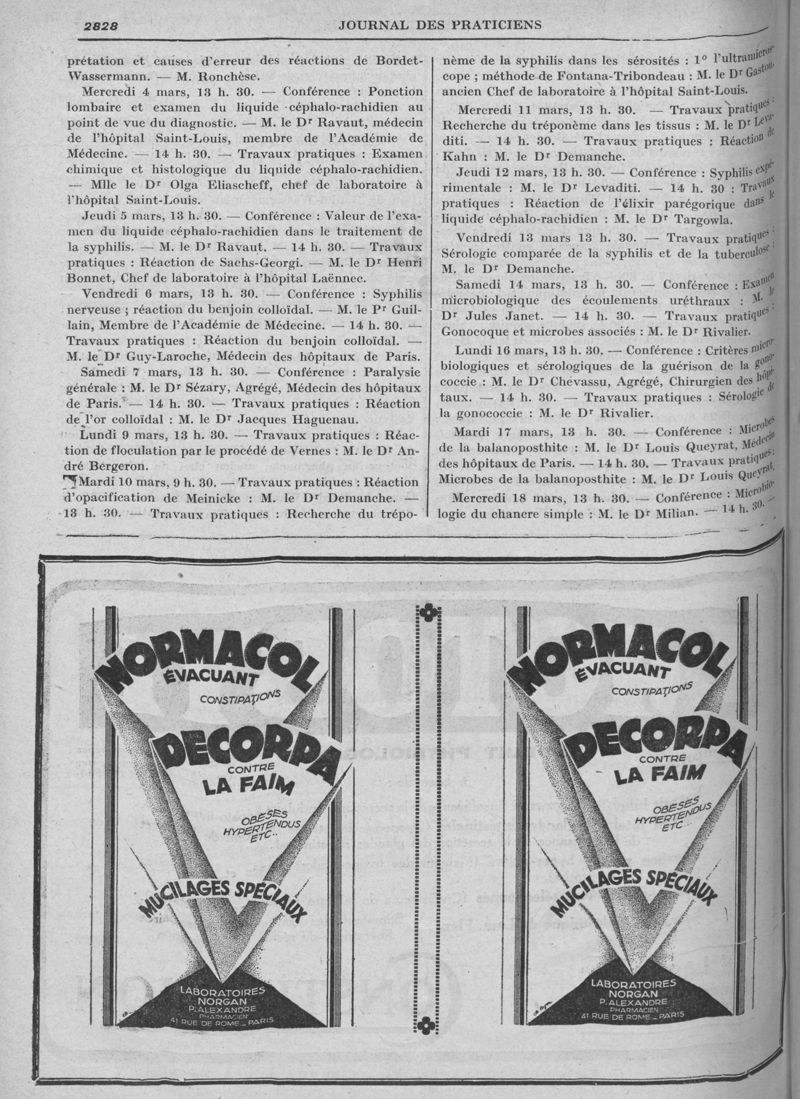 2828
JOURNAL DES PRATICIENS
prétation et causes d'erreur des réactions de Bordet-
Wassermann. — M. Ronchèse.
Mercredi 4 mars, 13 h. 30. — Conférence : Ponction
lombaire et examen du liquide céphalo-rachidien au
point de vue du diagnostic. — M. le Dr Ravaut, médecin
de l'hôpital Saint-Louis, membre de l'Académie de
Médecine. — 14 h. 30. — Travaux pratiques : Examen
chimique et histologique du liquide céphalo-rachidien.
— Mlle le Dr Olga Eliascheff, chef de laboratoire à
l'hôpital Saint-Louis.
Jeudi 5 mars, 13 h. 30. — Conférence : Valeur de l'exa-
men du liquide céphalo-rachidien dans le traitement de
la syphilis. — M. le Dr Ravaut. — 14 h. 30. — Travaux
pratiques : Réaction de Sachs-Georgi. — M. le Dr Henri
Bonnet, Chef de laboratoire à l'hôpital Laënnec.
Vendredi 6 mars, 13 h. 30. — Conférence : Syphilis
nerveuse ; réaction du benjoin colloïdal. — M. le Pr Guil-
lain, Membre de l'Académie de Médecine. — 14 h. 30. —
Travaux pratiques : Réaction du benjoin colloïdal. —
M. le Dr Guy-Laroche, Médecin des hôpitaux de Paris.
Samedi 7 mars, 13 h. 30. — Conférence : Paralysie
générale : M. le Dr Sézary, Agrégé, Médecin des hôpitaux
de Paris. — 14 h. 30. — Travaux pratiques : Réaction
de l'or colloïdal : M. le Dr Jacques Haguenau.
Lundi 9 mars, 13 h. 30. — Travaux pratiques : Réac-
tion de floculation par le procédé de Vernes : M. le Dr An-
dré Bergeron.
Mardi 10 mars, 9 h. 30. — Travaux pratiques : Réaction
d'opacification de Meinicke : M. le Dr Demanche. —
13 h. 30. — Travaux pratiques : Recherche du trépo-
nème de la syphilis dans les sérosités : 1o l'ultramicros-
cope ; méthode de Fontana-Tribondeau : M. le Dr Gastou,
ancien Chef de laboratoire à l'hôpital Saint-Louis.
Mercredi 11 mars, 13 h. 30. — Travaux pratiques :
Recherche du tréponème dans les tissus : M. le Dr Leva-
diti. — 14 h. 30. — Travaux pratiques : Réaction de
Kahn : M. le Dr Demanche.
Jeudi 12 mars, 13 h. 30. — Conférence : Syphilis expé-
rimentale : M. le Dr Levaditi. — 14 h. 30 : Travaux
pratiques : Réaction de l'élixir parégorique dans le
liquide céphalo-rachidien : M. le Dr Targowla.
Vendredi 13 mars 13 h. 30. — Travaux pratiques :
Sérologie comparée de la syphilis et de la tuberculose :
M. le Dr Demanche.
Samedi 14 mars, 13 h. 30. — Conférence : Examen
microbiologique des écoulements uréthraux : M. le
Dr Jules Janet. — 14 h. 30. — Travaux pratiques :
Gonocoque et microbes associés : M. le Dr Rivalier.
Lundi 16 mars, 13 h. 30. — Conférence : Critères micro-
biologiques et sérologiques de la guérison de la gono-
coccie : M. le Dr Chevassu, Agrégé, Chirurgien des hôpi-
taux. — 14 h. 30. — Travaux pratiques : Sérologie de
la gonococcie : M. le Dr Rivalier.
Mardi 17 mars, 13 h. 30. — Conférence : Microbes
de la balanoposthite : M. le Dr Louis Queyrat, Médecin
des hôpitaux de Paris. — 14 h. 30. — Travaux pratiques :
Microbes de la balanoposthite : M. le Dr Louis Queyrat.
Mercredi 18 mars, 13 h. 30. — Conférence : Microbio-
logie du chancre simple : M. le Dr Milian. — 14 h. 30. —
NORMACOL
ÉVACUANT
CONSTIPATIONS
DECORPA
CONTRE
LA FAIM
OBÈSES
HYPERTENDUS
ETC...
MUCILAGES SPÉCIAUX
LABORATOIRES
NORGAN
P. ALEXANDRE
PHARMACIEN
41 RUE DE ROME _ PARIS
NORMACOL
ÉVACUANT
CONSTIPATIONS
DECORPA
CONTRE
LA FAIM
OBÈSES
HYPERTENDUS
ETC...
MUCILAGES SPÉCIAUX
LABORATOIRES
NORGAN
P. ALEXANDRE
PHARMACIEN
41 RUE DE ROME _ PARIS